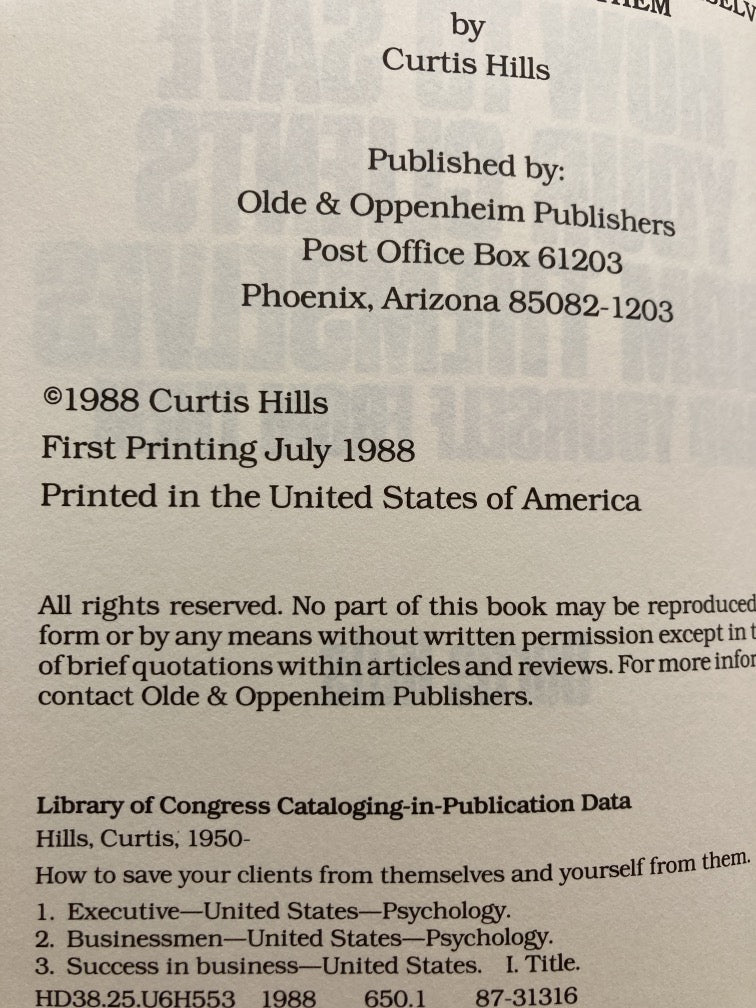 by
Curtis Hills
Published by:
Olde & Oppenheim Publishers
Post Office Box 61203
Phoenix, Arizona 85082-1203
©1988 Curtis Hills
First Printing July 1988
Printed in the United States of America
All rights reserved. No part of this book may be reproduced
form or by any means without written permission except in t
of brief quotations within articles and reviews. For more infor
contact Olde & Oppenheim Publishers.
Library of Congress Cataloging-in-Publication Data
Hills, Curtis, 1950-
How to save your clients from themselves and yourself from them.
1. Executive—United States—Psychology.
2. Businessmen—United States—Psychology.
3. Success in business—United States. I. Title.
HD38.25.U6H553 1988 650.1 87-31316